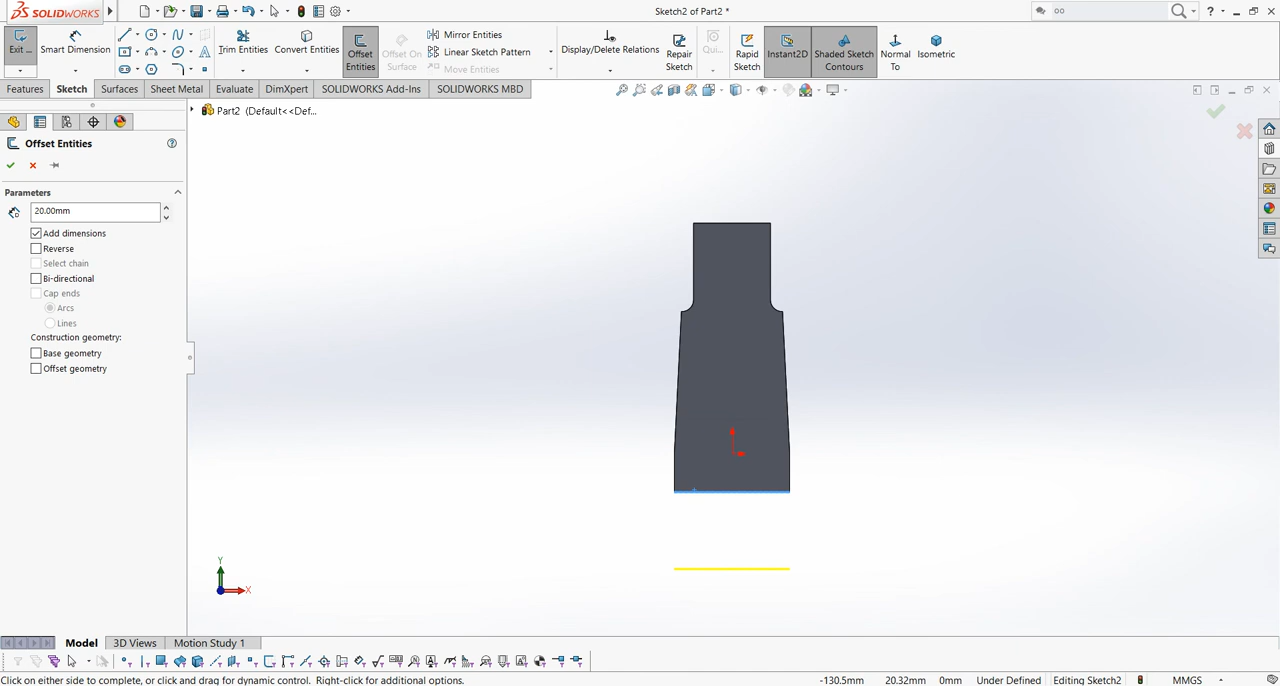 SOLIDWORKS
Sketch2 of Part2 *
oo
?
Exit ...
Smart Dimension
Trim Entities
Convert Entities
Offset Entities
Offset On Surface
Mirror Entities
Linear Sketch Pattern
Move Entities
Display/Delete Relations
Repair Sketch
Qui...
Rapid Sketch
Instant2D
Shaded Sketch Contours
Normal To
Isometric
Features
Sketch
Surfaces
Sheet Metal
Evaluate
DimXpert
SOLIDWORKS Add-Ins
SOLIDWORKS MBD
Part2 (Default<<Def...
Offset Entities
Parameters
20.00mm
Add dimensions
Reverse
Select chain
Bi-directional
Cap ends
Arcs
Lines
Construction geometry:
Base geometry
Offset geometry
Y
X
Model
3D Views
Motion Study 1
Click on either side to complete, or click and drag for dynamic control. Right-click for additional options.
-130.5mm
20.32mm
0mm
Under Defined
Editing Sketch2
MMGS